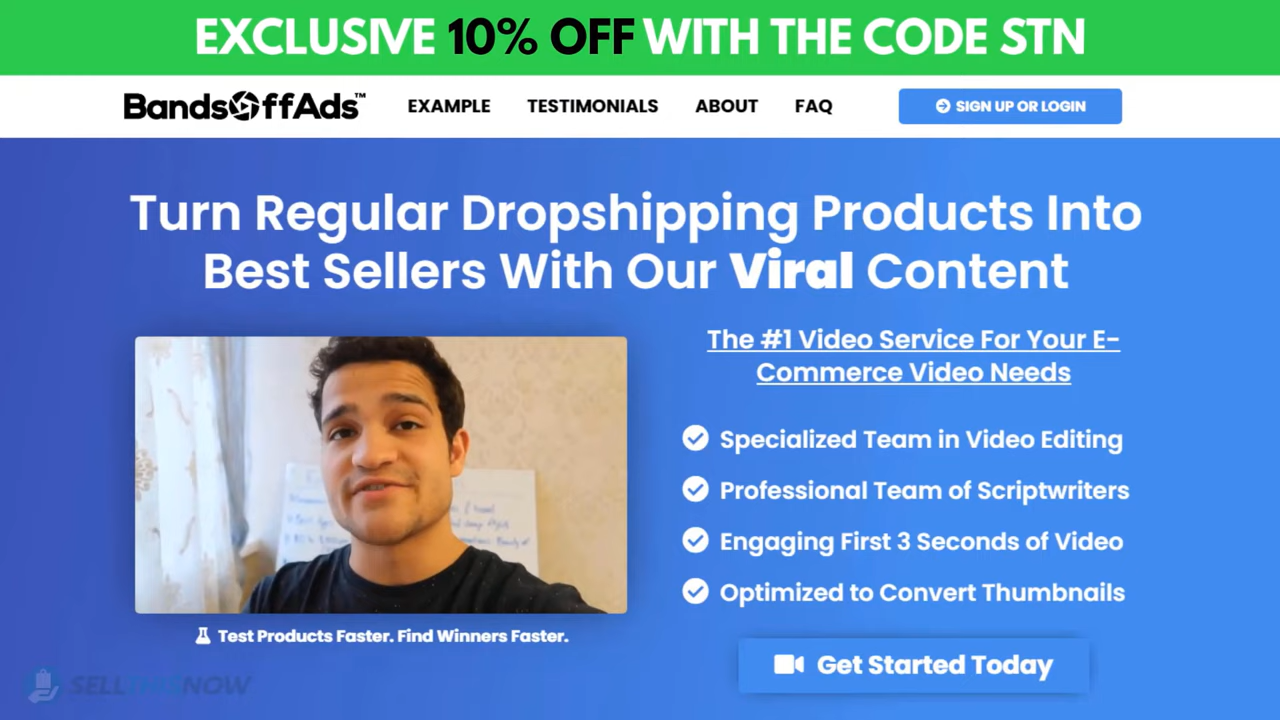 EXCLUSIVE 10% OFF WITH THE CODE STN
BandsOffAds™ EXAMPLE TESTIMONIALS ABOUT FAQ SIGN UP OR LOGIN
Turn Regular Dropshipping Products Into
Best Sellers With Our Viral Content
The #1 Video Service For Your E-
Commerce Video Needs
Specialized Team in Video Editing
Professional Team of Scriptwriters
Engaging First 3 Seconds of Video
Optimized to Convert Thumbnails
Test Products Faster. Find Winners Faster.
Get Started Today
SELLTHISNOW